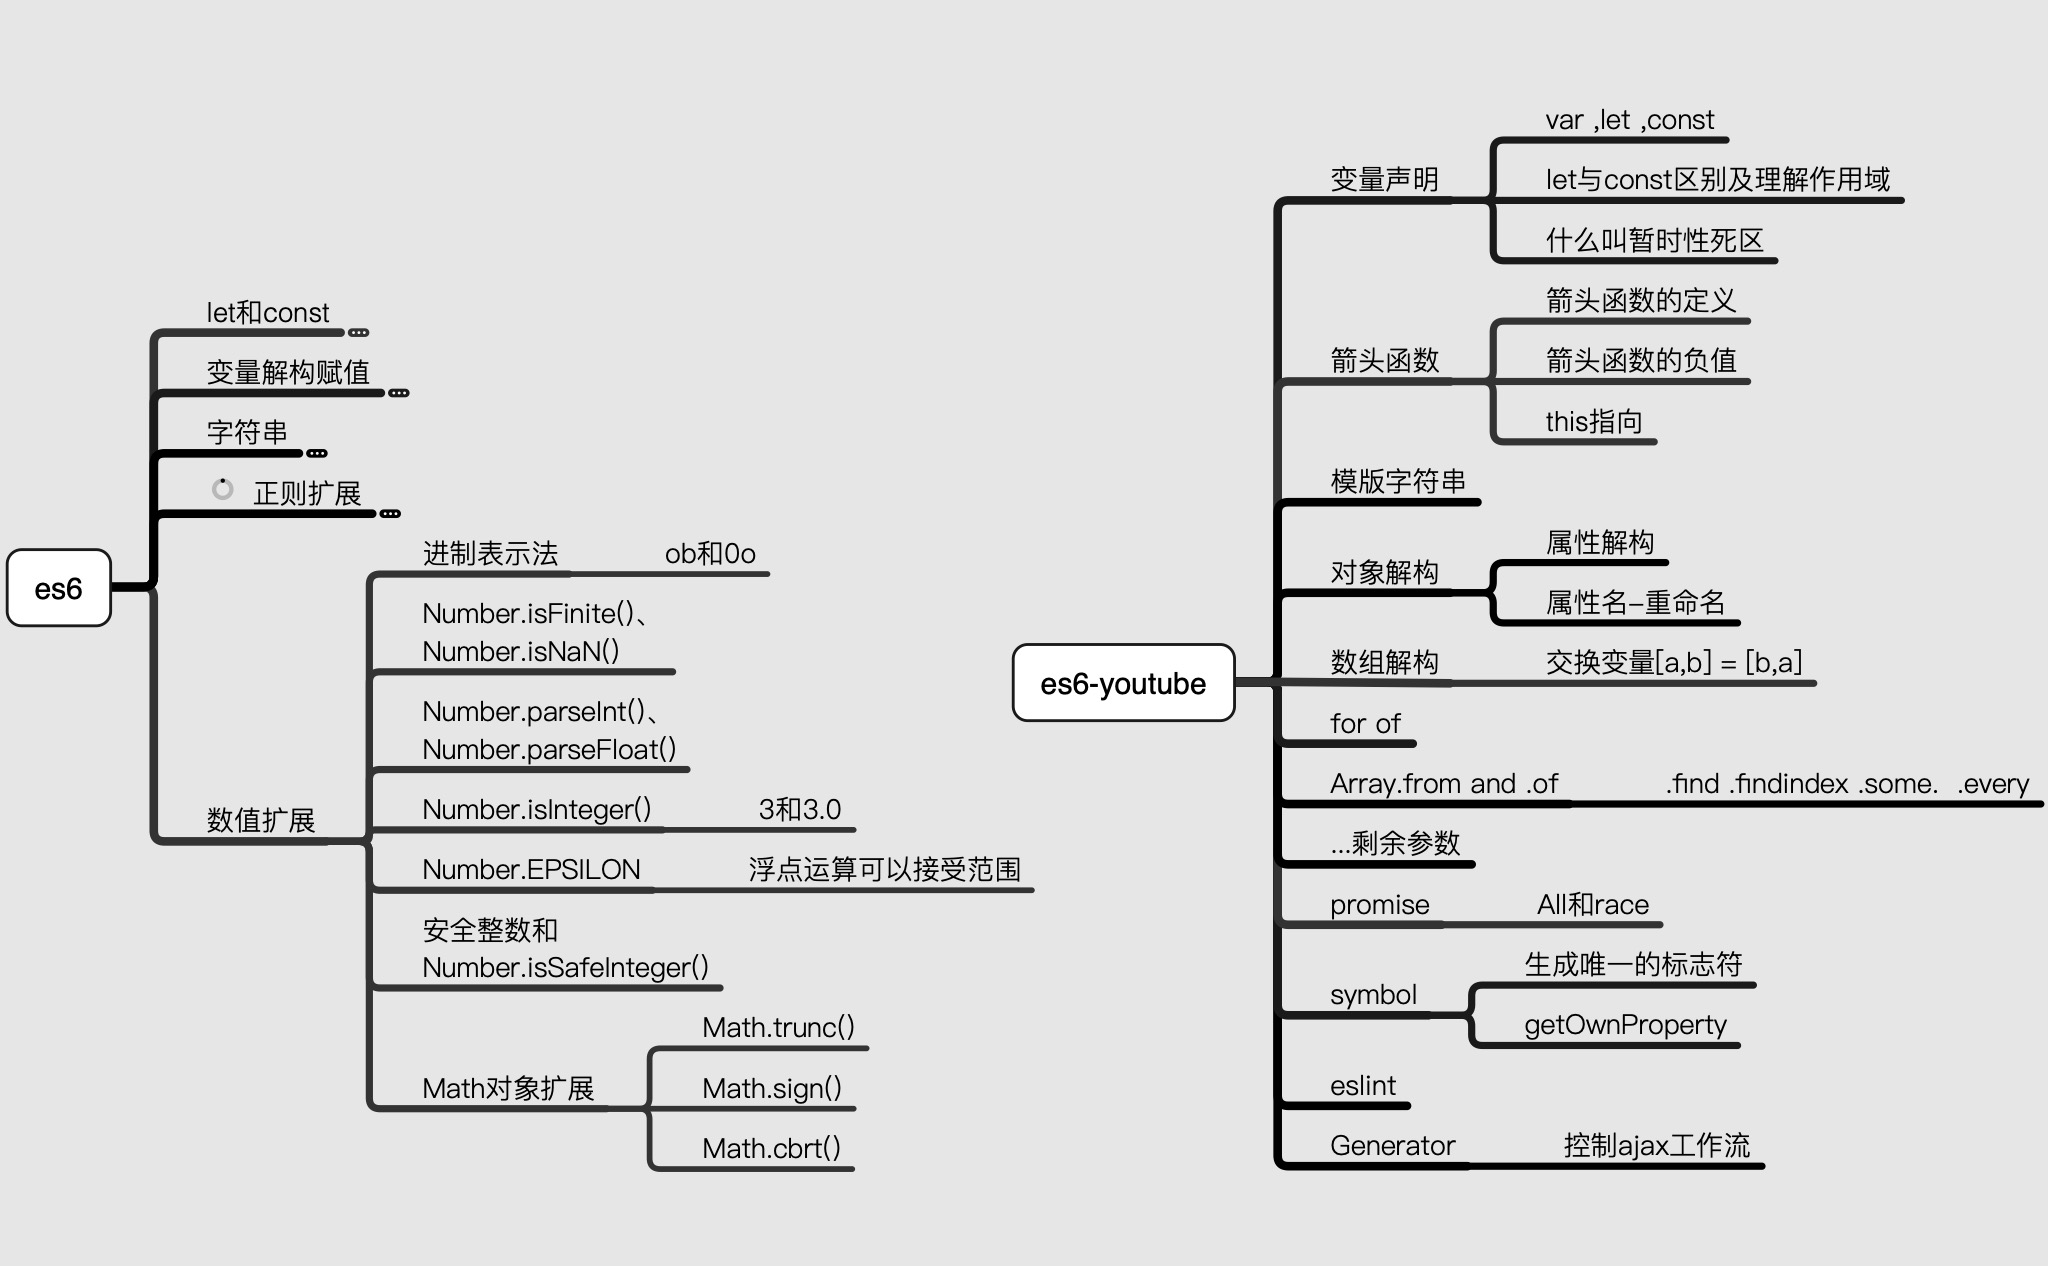 es6
let和const
变量解构赋值
字符串
正则扩展
数值扩展
进制表示法
ob和0o
Number.isFinite()、
Number.isNaN()
Number.parseInt()、
Number.parseFloat()
Number.isInteger()
3和3.0
Number.EPSILON
浮点运算可以接受范围
安全整数和
Number.isSafeInteger()
Math对象扩展
Math.trunc()
Math.sign()
Math.cbrt()
es6-youtube
变量声明
var ,let ,const
let与const区别及理解作用域
什么叫暂时性死区
箭头函数
箭头函数的定义
箭头函数的负值
this指向
模版字符串
对象解构
属性解构
属性名-重命名
数组解构
交换变量[a,b] = [b,a]
for of
Array.from and .of
.find .findindex .some.  .every
...剩余参数
promise
All和race
symbol
生成唯一的标志符
getOwnProperty
eslint
Generator
控制ajax工作流